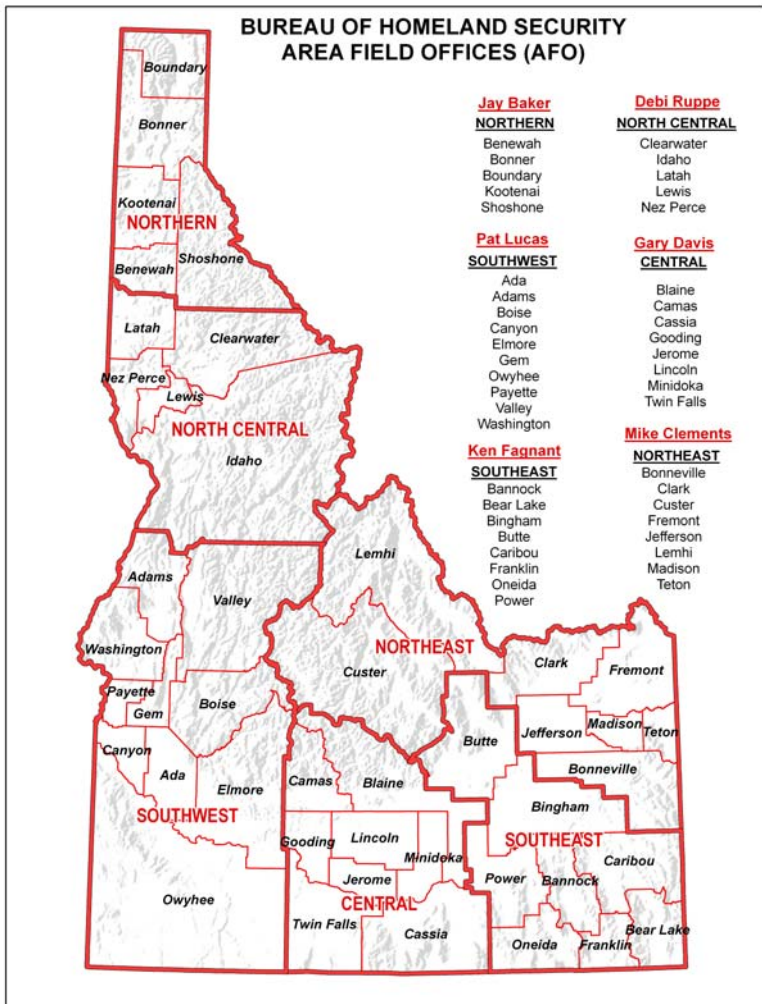 BUREAU OF HOMELAND SECURITY
AREA FIELD OFFICES (AFO)
Jay Baker
NORTHERN
Benewah
Bonner
Boundary
Kootenai
Shoshone
Debi Ruppe
NORTH CENTRAL
Clearwater
Idaho
Latah
Lewis
Nez Perce
Pat Lucas
SOUTHWEST
Ada
Adams
Boise
Canyon
Elmore
Gem
Owyhee
Payette
Valley
Washington
Gary Davis
CENTRAL
Blaine
Camas
Cassia
Gooding
Jerome
Lincoln
Minidoka
Twin Falls
Ken Fagnant
SOUTHEAST
Bannock
Bear Lake
Bingham
Butte
Caribou
Franklin
Oneida
Power
Mike Clements
NORTHEAST
Bonneville
Clark
Custer
Fremont
Jefferson
Lemhi
Madison
Teton
Boundary
Bonner
Kootenai
NORTHERN
Benewah
Shoshone
Latah
Clearwater
Nez Perce
Lewis
NORTH CENTRAL
Idaho
Lemhi
Adams
Valley
Washington
NORTHEAST
Custer
Clark
Fremont
Payette
Gem
Boise
Canyon
Ada
Elmore
SOUTHWEST
Owyhee
Butte
Jefferson
Madison
Teton
Bonneville
Camas
Blaine
Bingham
Gooding
Lincoln
Minidoka
Jerome
CENTRAL
Twin Falls
Cassia
SOUTHEAST
Caribou
Power
Bannock
Oneida
Franklin
Bear Lake